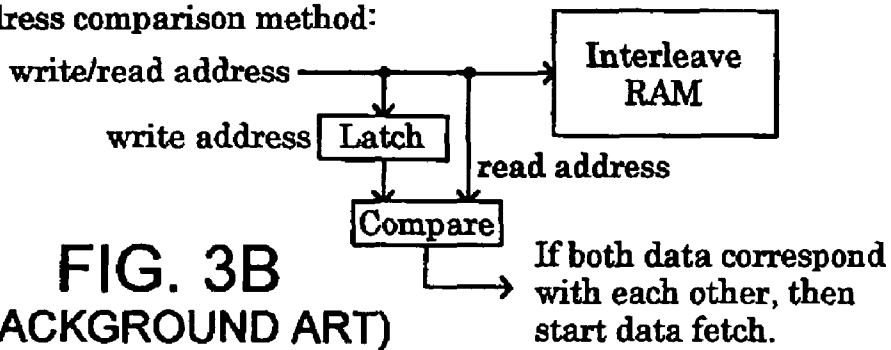 dress comparison method:
write/read address
Interleave
RAM
write address
Latch
read address
Compare
FIG. 3B
ACKGROUND ART)
If both data correspond
with each other, then
start data fetch.